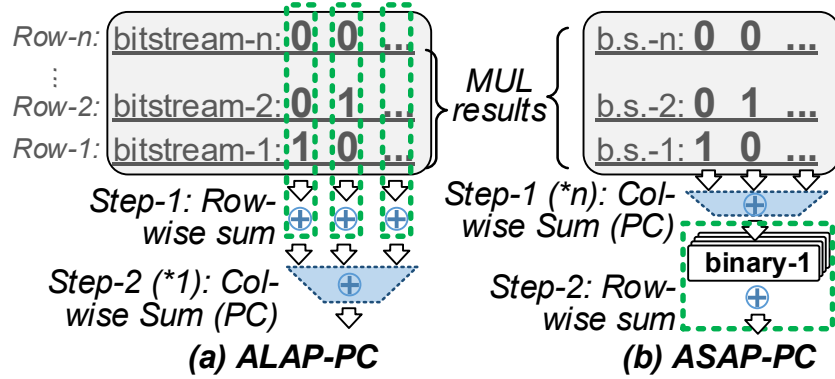 Row-n: bitstream-n: 0 0 ...
⋮
Row-2: bitstream-2: 0 1 ...
Row-1: bitstream-1: 1 0 ...
Step-1: Row-
wise sum
Step-2 (*1): Col-
wise Sum (PC)
(a) ALAP-PC
MUL
results
b.s.-n: 0 0 ...
b.s.-2: 0 1 ...
b.s.-1: 1 0 ...
Step-1 (*n): Col-
wise Sum (PC)
binary-1
Step-2: Row-
wise sum
(b) ASAP-PC